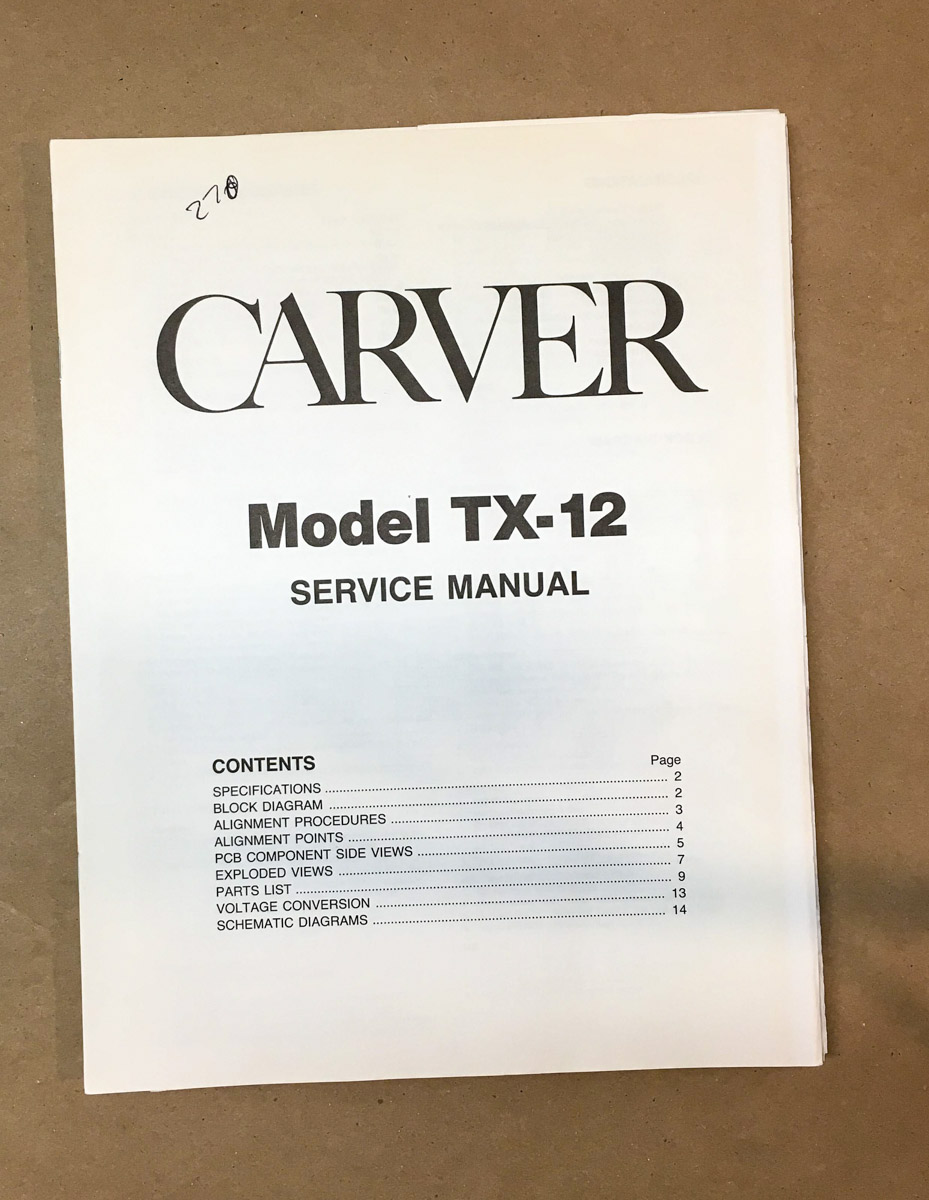 CARVER
Model TX-12
SERVICE MANUAL
CONTENTS Page
SPECIFICATIONS ........ 2
BLOCK DIAGRAM ........ 2
ALIGNMENT PROCEDURES ........ 3
ALIGNMENT POINTS ........ 4
PCB COMPONENT SIDE VIEWS ........ 5
EXPLODED VIEWS ........ 7
PARTS LIST ........ 9
VOLTAGE CONVERSION ........ 13
SCHEMATIC DIAGRAMS ........ 14